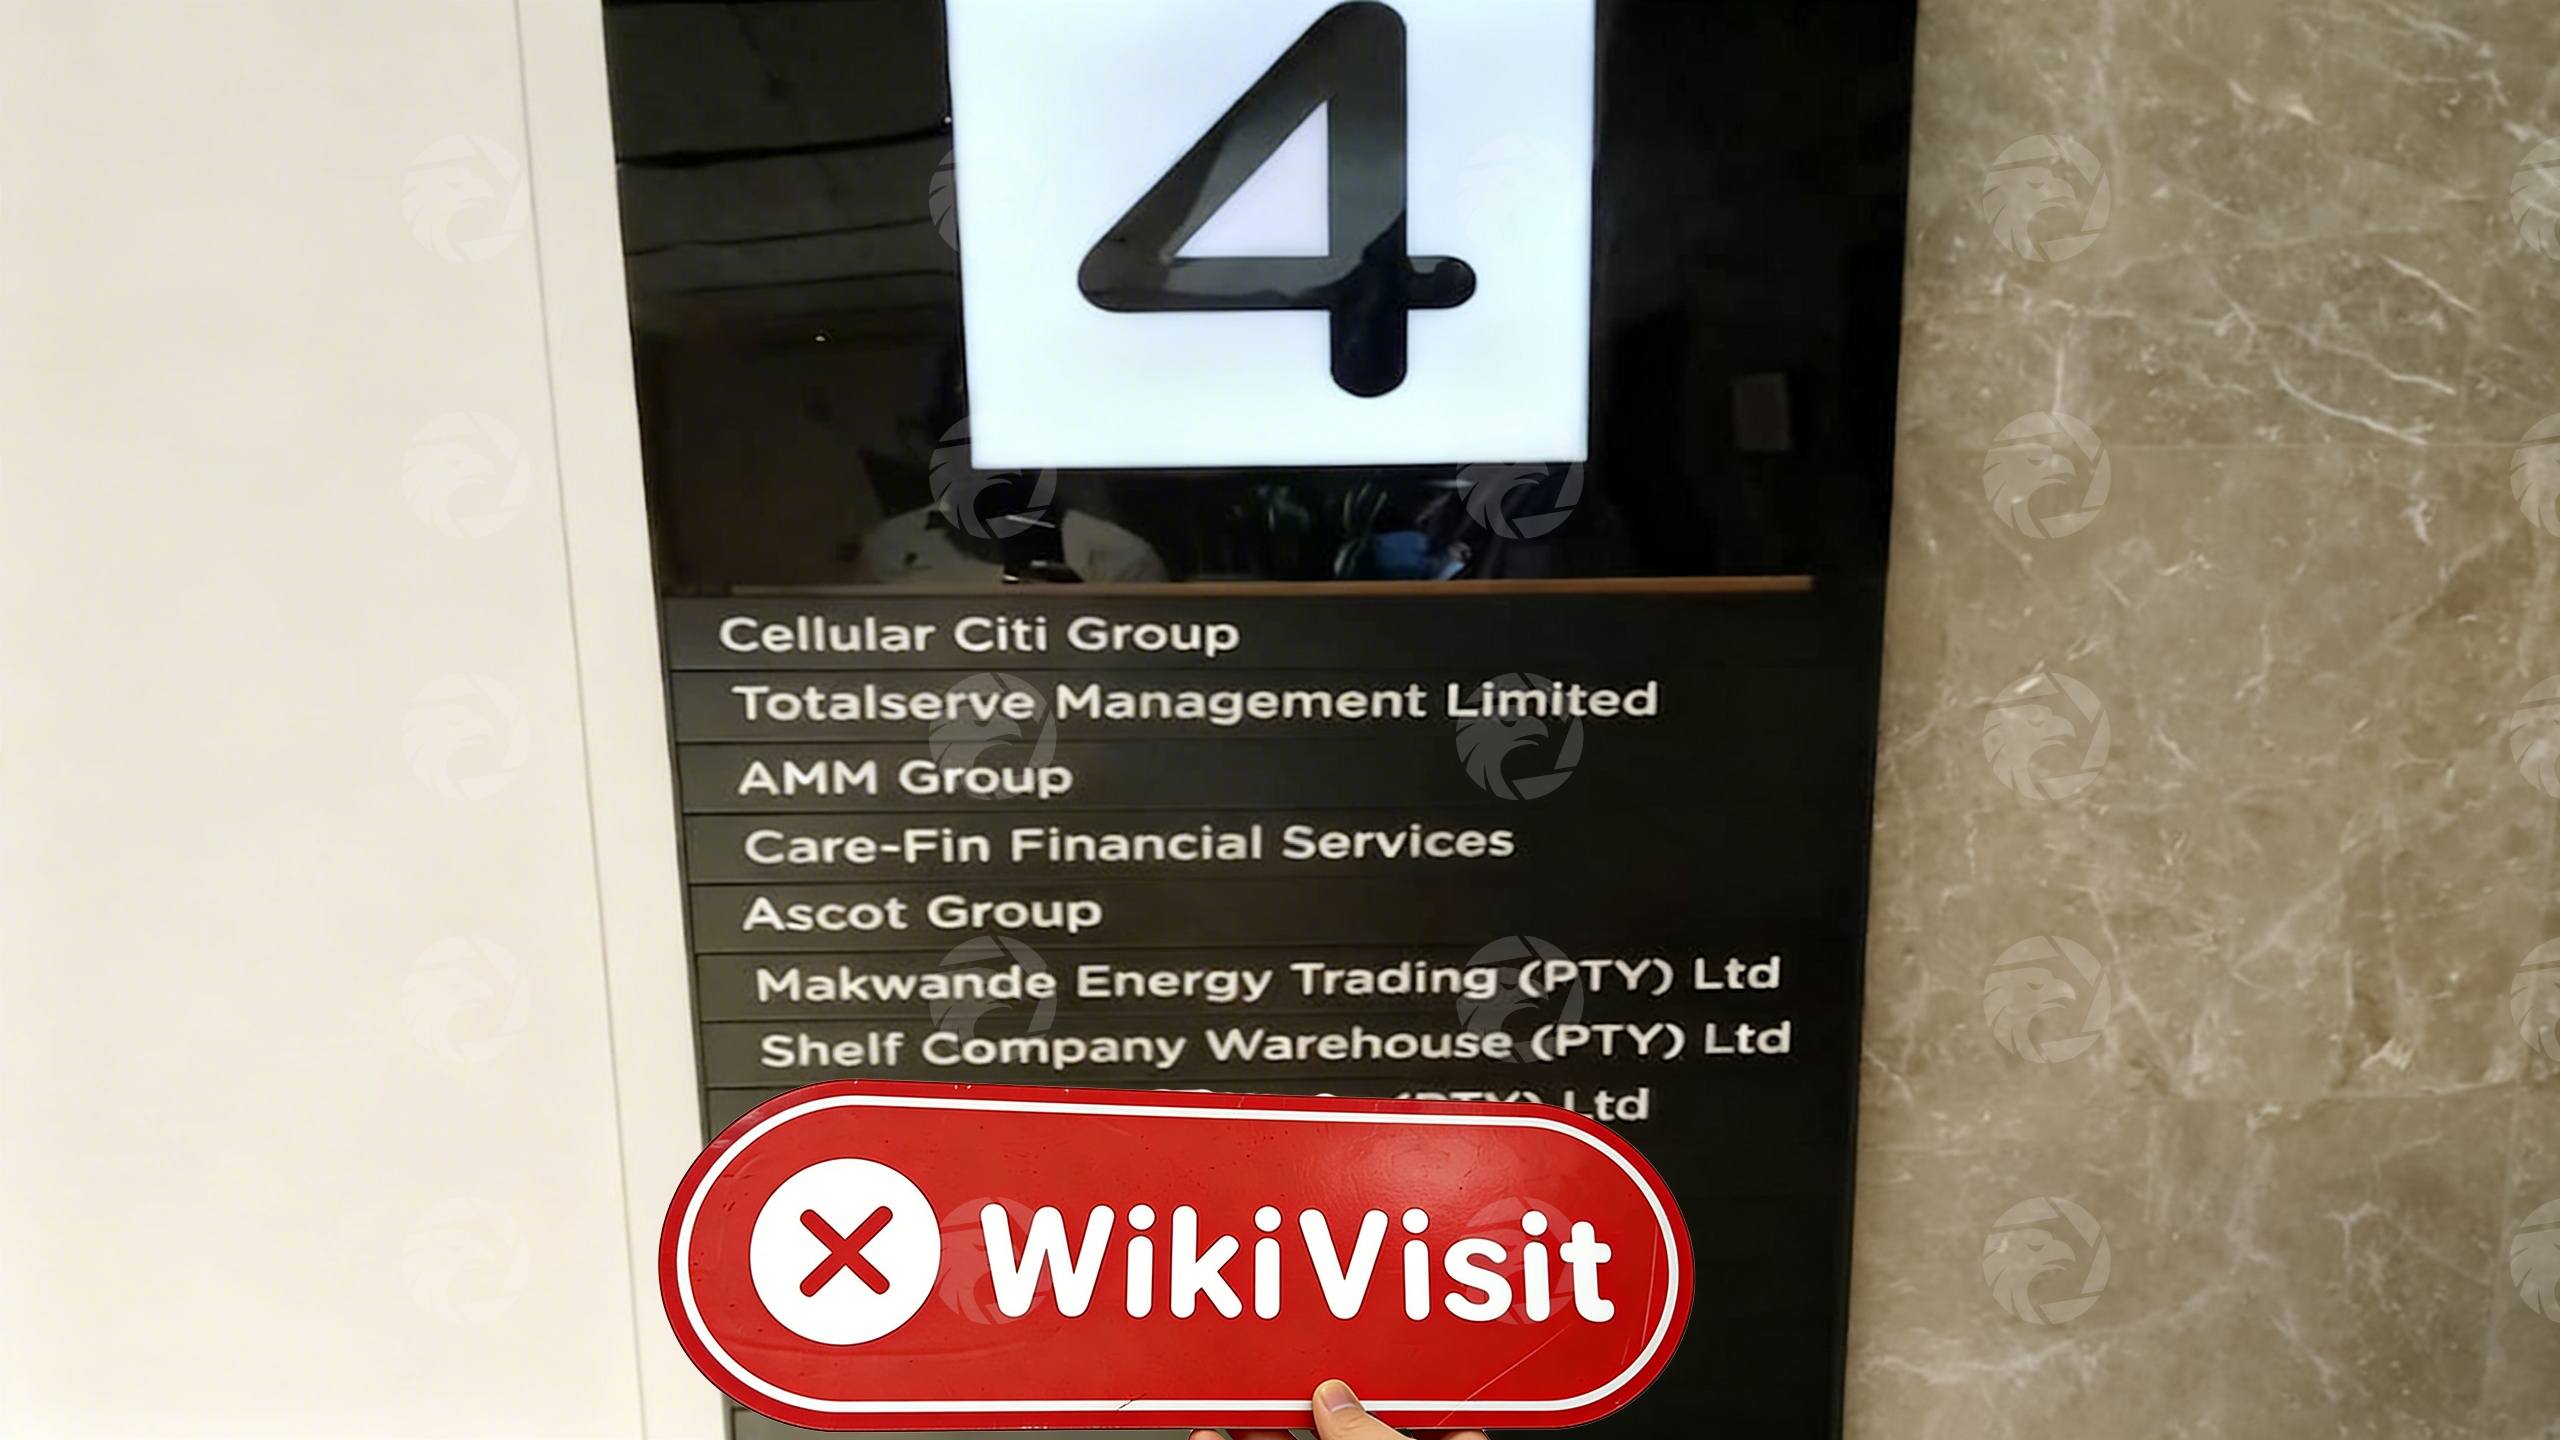 4
Cellular Citi Group
Totalserve Management Limited
AMM Group
Care-Fin Financial Services
Ascot Group
Makwande Energy Trading (PTY) Ltd
Shelf Company Warehouse (PTY) Ltd
(PTY) Ltd
WikiVisit